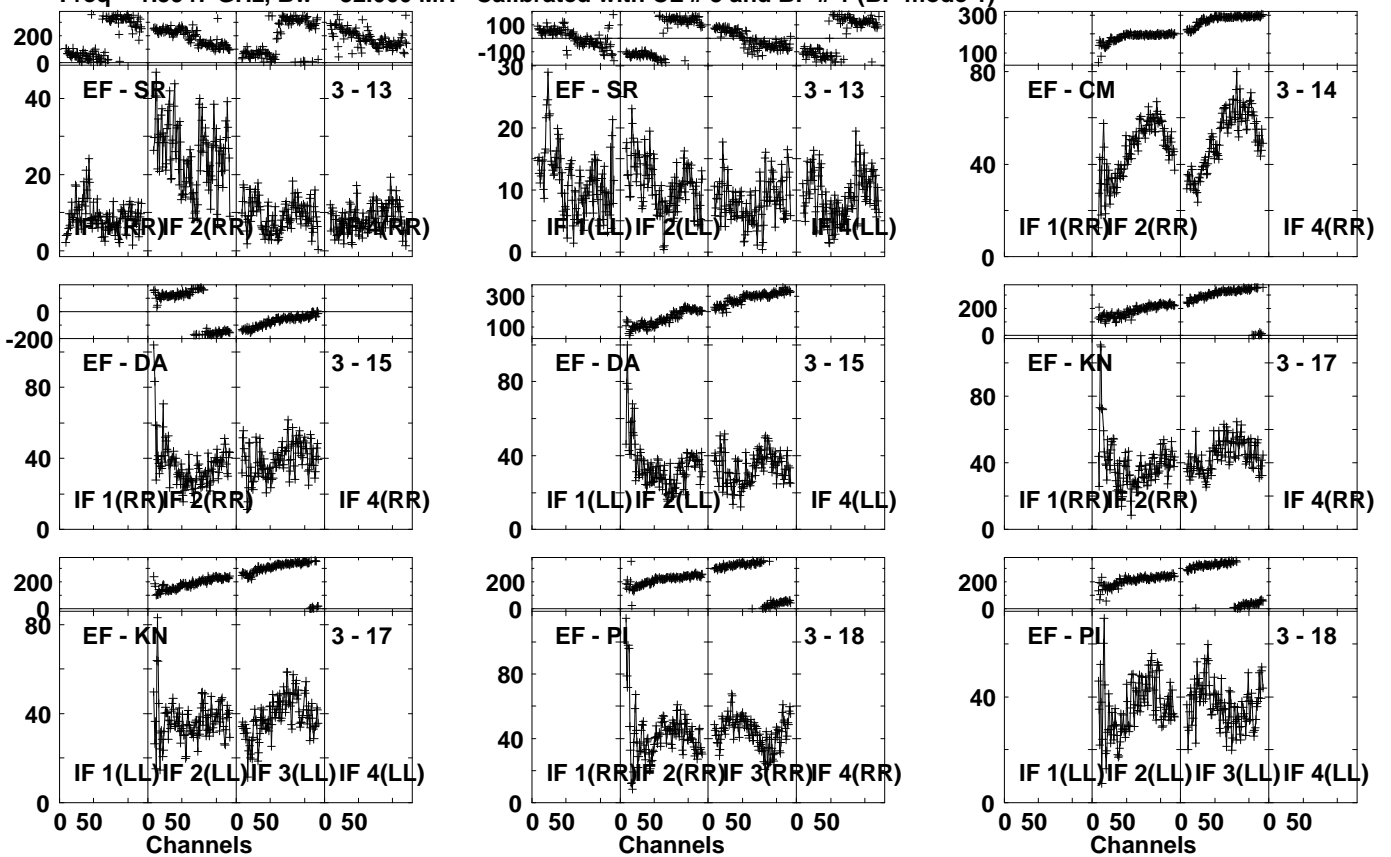 200
0
100
-100
300
100
EF - SR 3 - 13
40
20
0
IF 2(RR) IF 4(RR)
EF - SR 3 - 13
30
20
10
0
IF 1(LL) IF 2(LL) IF 4(LL)
EF - CM 3 - 14
80
40
0
IF 1(RR) IF 2(RR) IF 4(RR)
0
-200
300
100
200
0
EF - DA 3 - 15
80
40
0
IF 1(RR) IF 2(RR) IF 4(RR)
EF - DA 3 - 15
80
40
0
IF 1(LL) IF 2(LL) IF 4(LL)
EF - KN 3 - 17
80
40
0
IF 1(RR) IF 2(RR) IF 4(RR)
200
0
200
0
200
0
EF - KN 3 - 17
80
40
0
IF 1(LL) IF 2(LL) IF 3(LL) IF 4(LL)
EF - PI 3 - 18
80
40
0
IF 1(RR) IF 2(RR) IF 3(RR) IF 4(RR)
EF - PI 3 - 18
80
40
0
IF 1(LL) IF 2(LL) IF 3(LL) IF 4(LL)
0 50 0 50 0 50 0 50
0 50 0 50 0 50 0 50
0 50 0 50 0 50 0 50
Channels Channels Channels